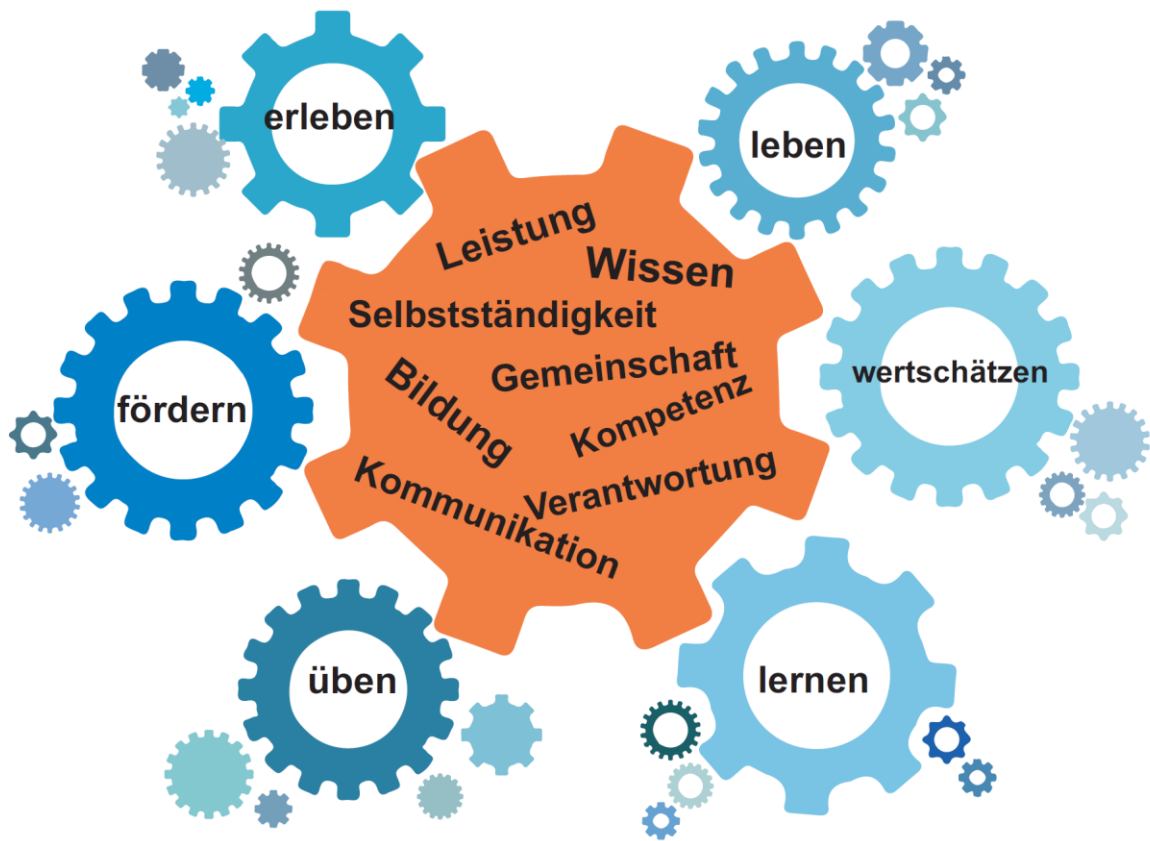 erleben
leben
Leistung
Wissen
Selbstständigkeit
Gemeinschaft
Bildung
Kompetenz
Verantwortung
Kommunikation
fördern
wertschätzen
üben
lernen